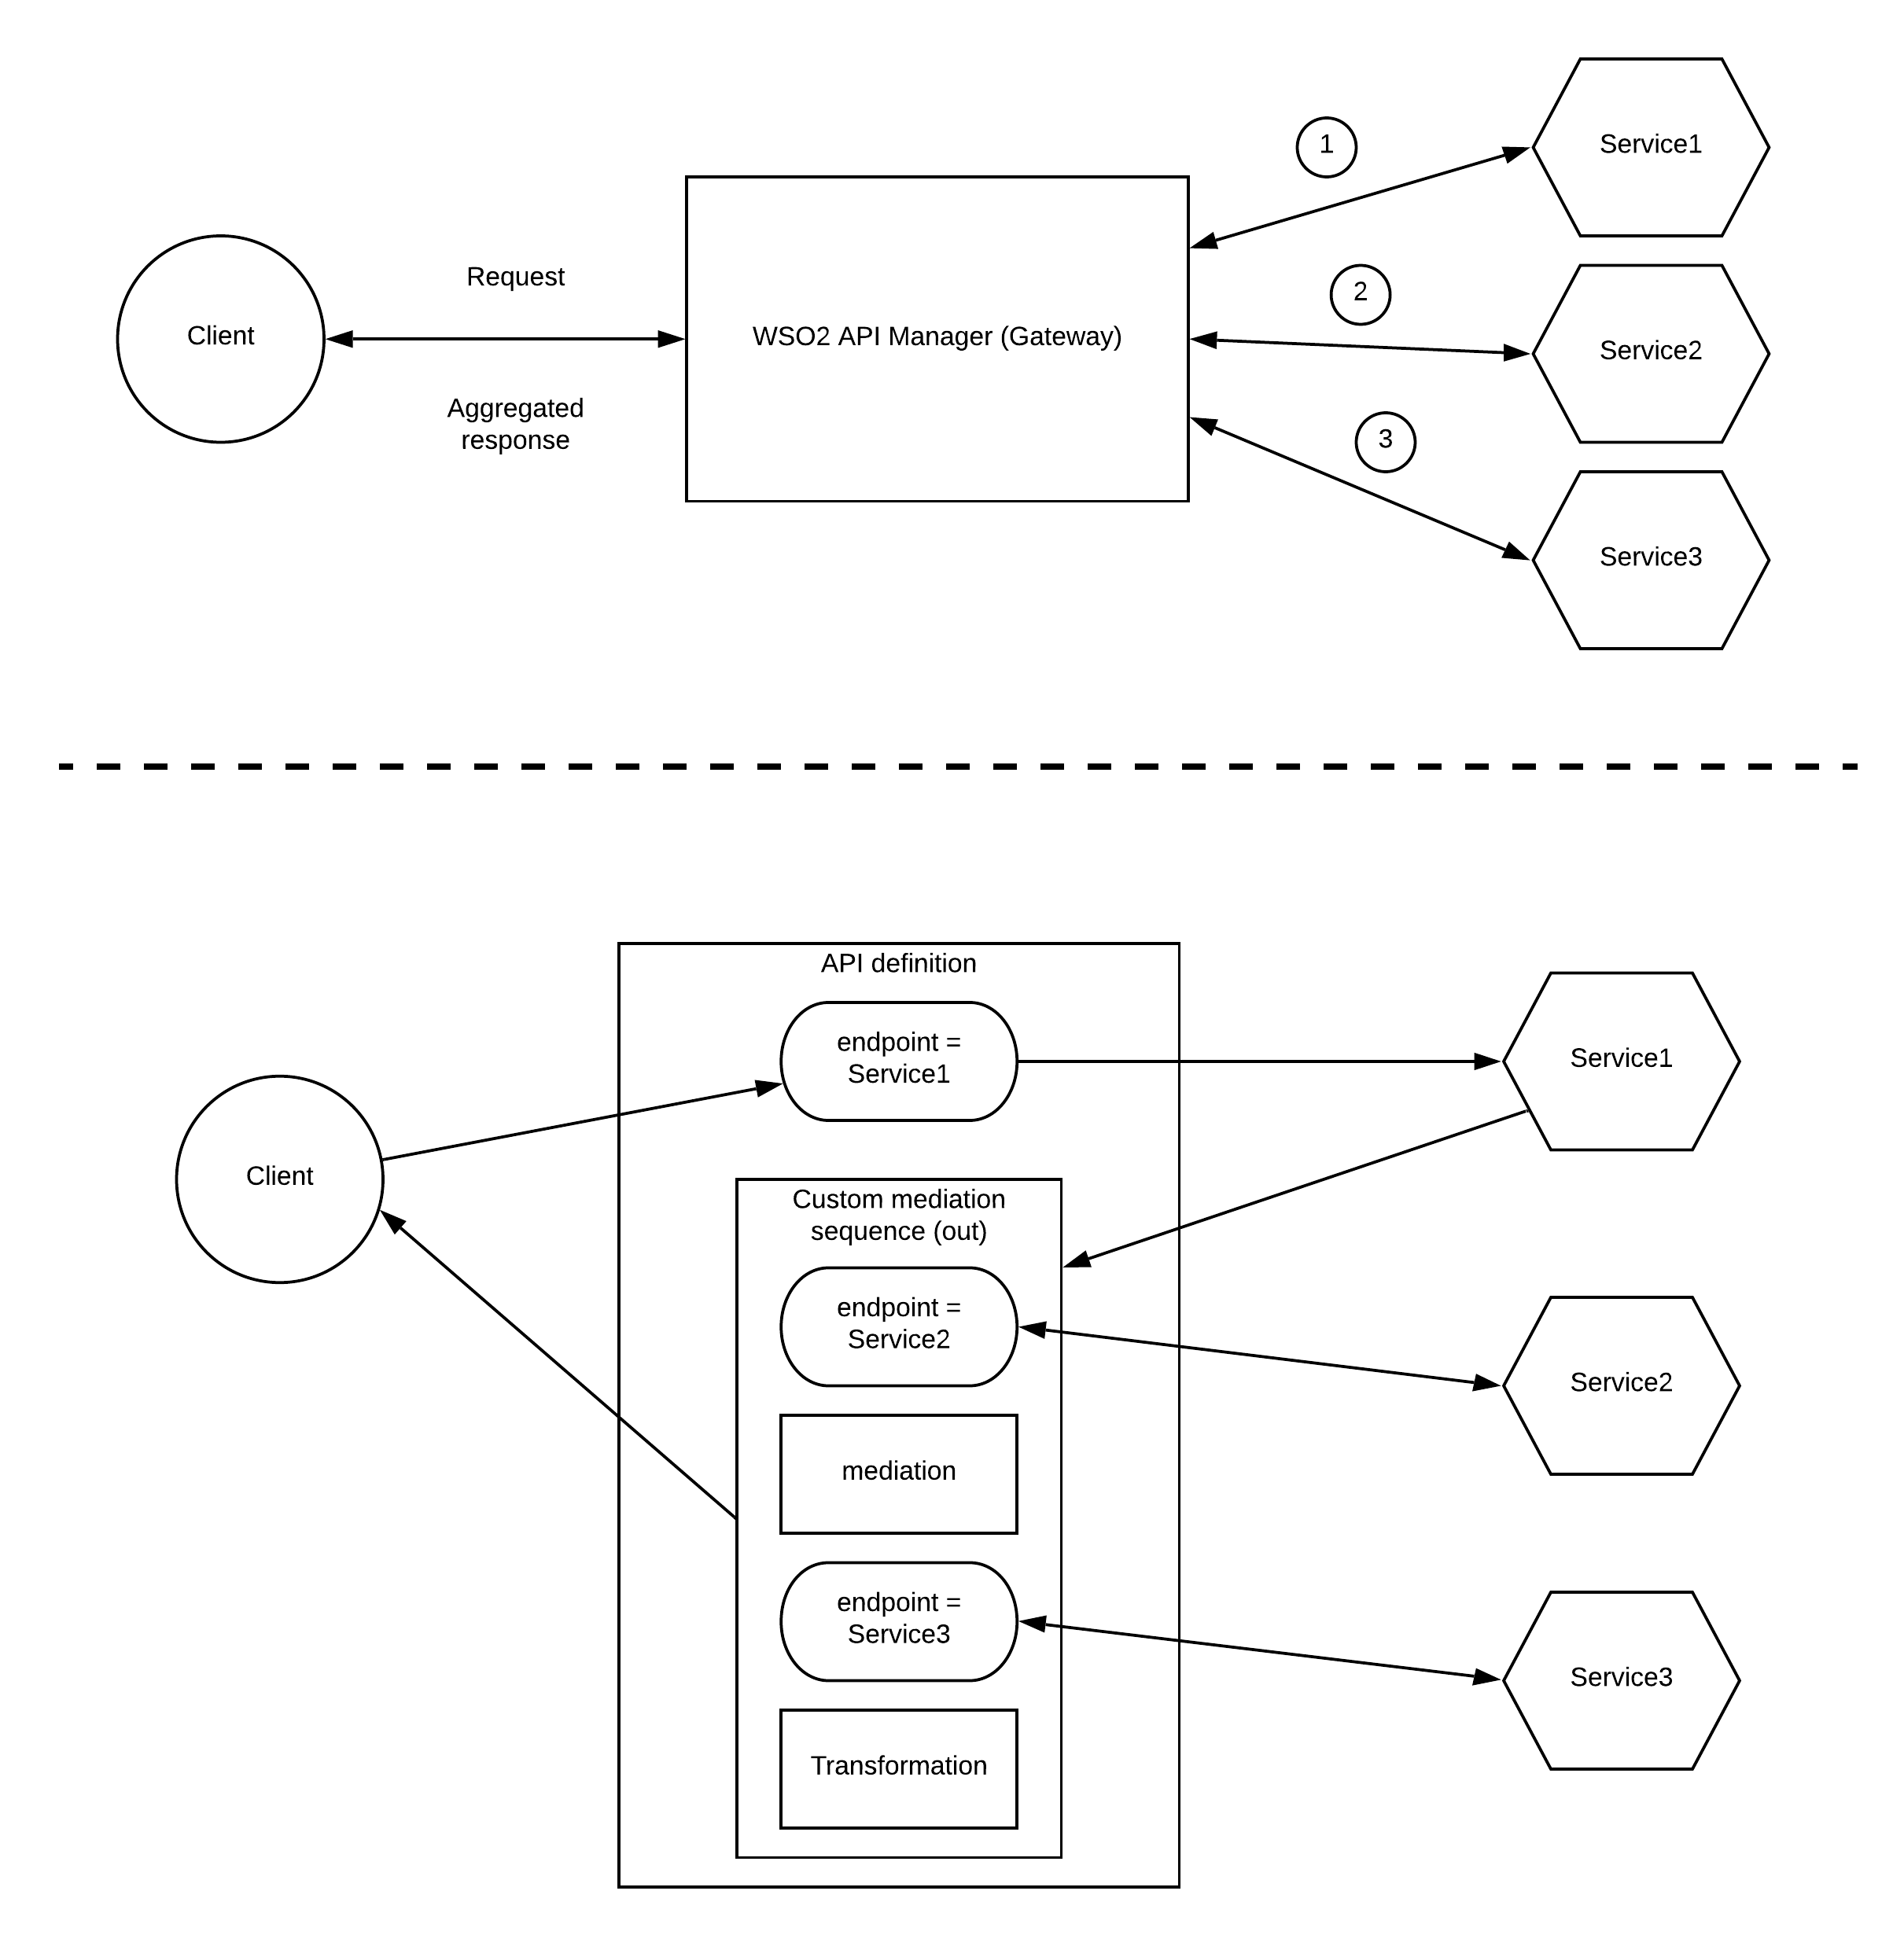 1
Service1
Request
2
Client
WSO2 API Manager (Gateway)
Service2
Aggregated
response
3
Service3
API definition
endpoint =
Service1
Service1
Client
Custom mediation
sequence (out)
endpoint =
Service2
Service2
mediation
endpoint =
Service3
Service3
Transformation